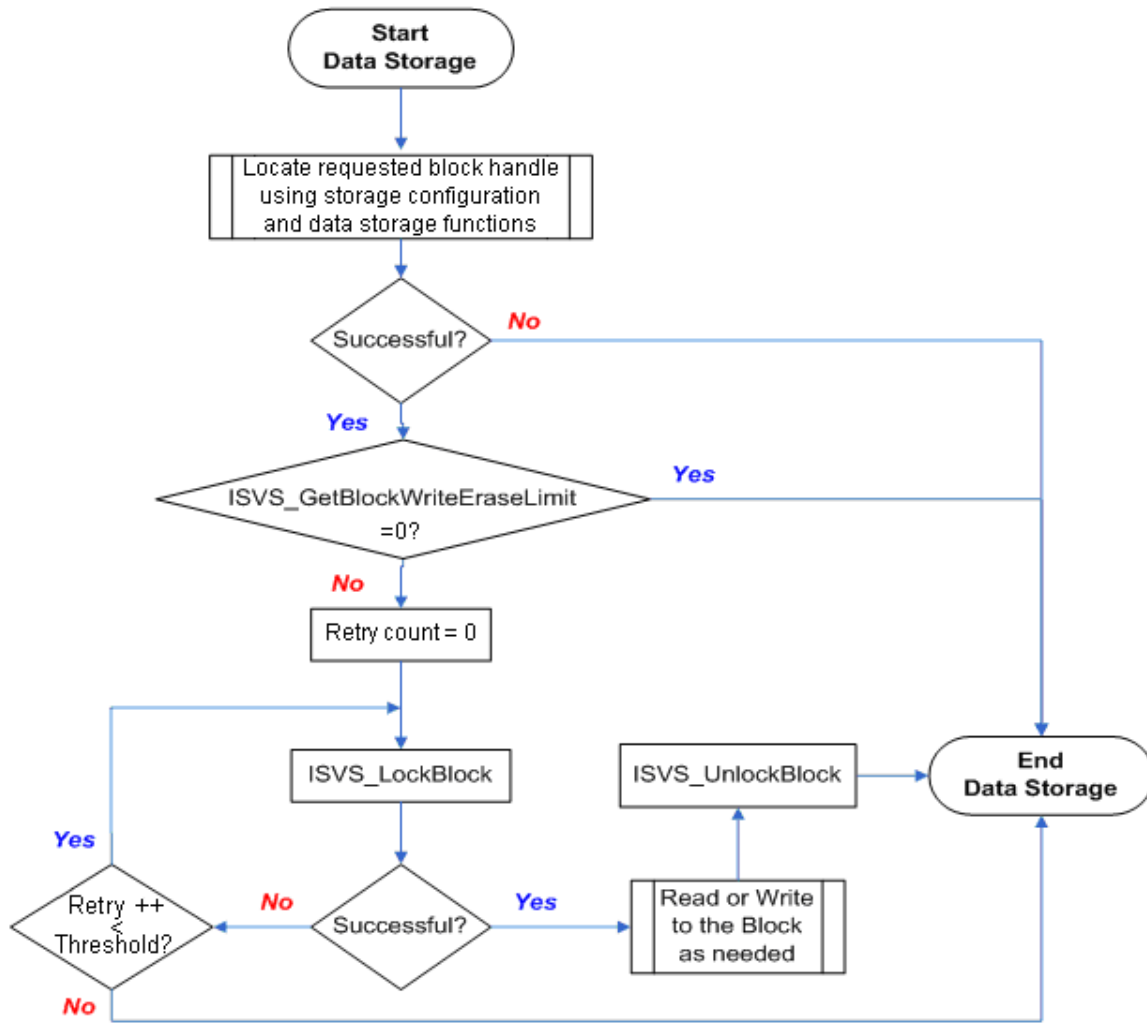 Start
Data Storage
Locate requested block handle
using storage configuration
and data storage functions
Successful?
No
Yes
ISVS_GetBlockWriteEraseLimit
=0?
Yes
No
Retry count = 0
ISVS_LockBlock
ISVS_UnlockBlock
End
Data Storage
Yes
Retry ++
<
Threshold?
No
Successful?
Yes
Read or Write
to the Block
as needed
No